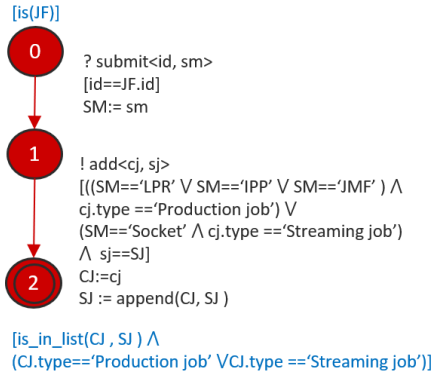 [is(JF)]
0
? submit<id, sm>
[id==JF.id]
SM:= sm
1
! add<cj, sj>
[((SM=='LPR' ⋁ SM=='IPP' ⋁ SM=='JMF' ) ⋀
cj.type =='Production job') ⋁
(SM=='Socket' ⋀ cj.type =='Streaming job')
⋀ sj==SJ]
CJ:=cj
SJ := append(CJ, SJ )
2
[is_in_list(CJ , SJ ) ⋀
(CJ.type=='Production job' ⋁CJ.type =='Streaming job')]